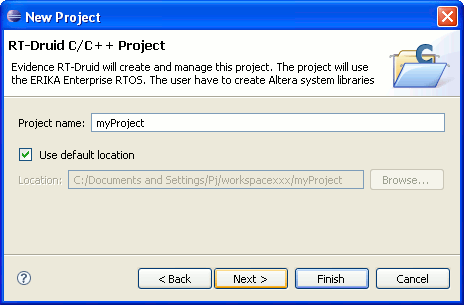 New Project
RT-Druid C/C++ Project
Evidence RT-Druid will create and manage this project. The project will use
the ERIKA Enterprise RTOS. The user have to create Altera system libraries
Project name: myProject
Use default location
Location: C:/Documents and Settings/Pj/workspacexxx/myProject Browse...
? < Back Next > Finish Cancel